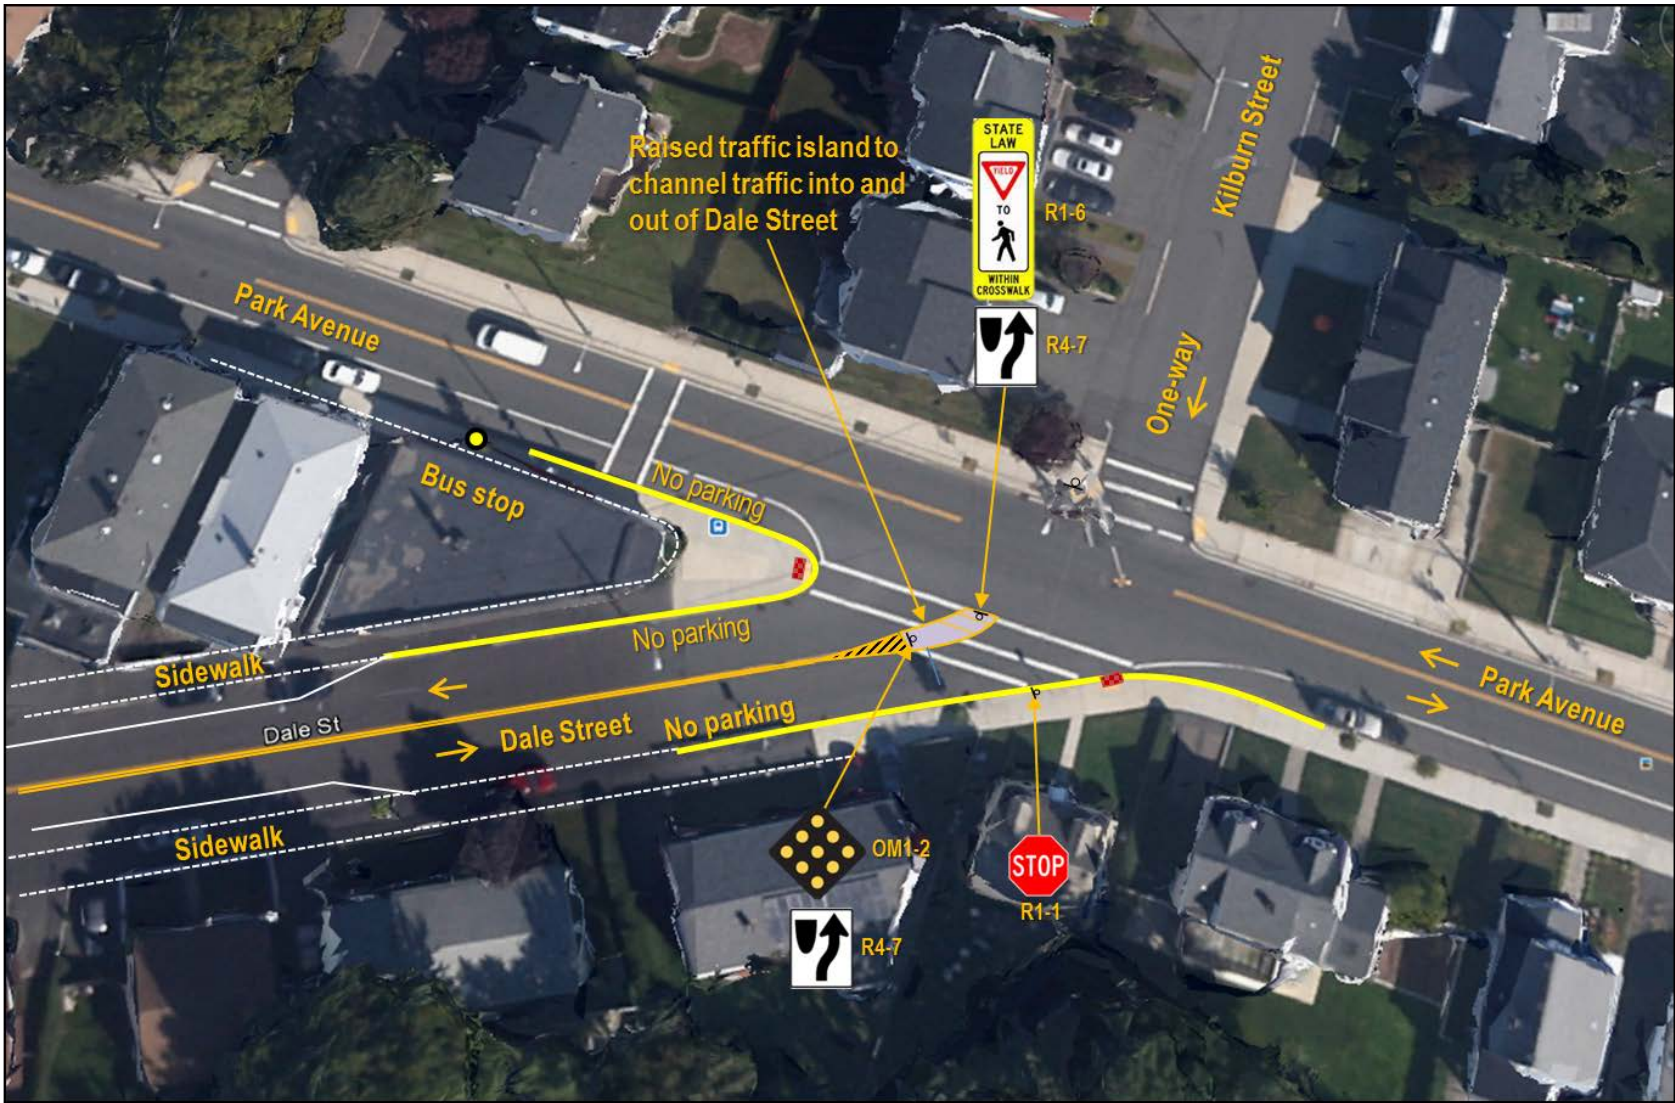 Raised traffic island to
channel traffic into and
out of Dale Street
STATE
LAW
YIELD
TO
WITHIN
CROSSWALK
R1-6
R4-7
Kilburn Street
One-way
Park Avenue
Bus stop
No parking
No parking
Sidewalk
Dale St
Dale Street
No parking
Park Avenue
Sidewalk
OM1-2
STOP
R1-1
R4-7